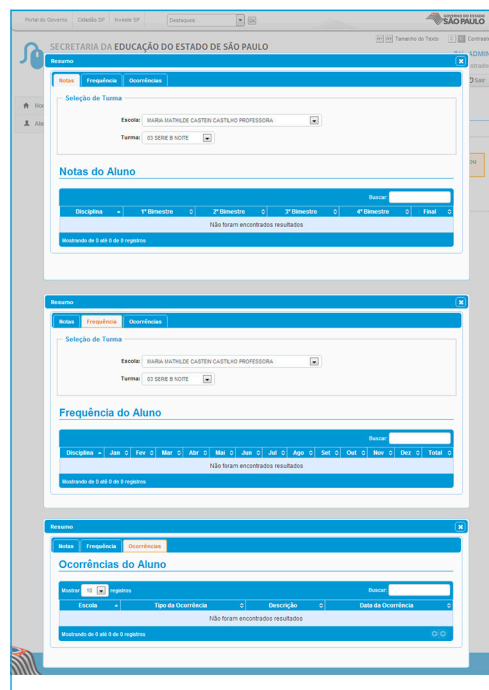 Portal do Governo Cidadão SP Investe SP Destaques: OK GOVERNO DO ESTADO SÃO PAULO
Tamanho do Texto Contraste
SECRETARIA DA EDUCAÇÃO DO ESTADO DE SÃO PAULO
ADMIN
Resumo
Notas Frequência Ocorrências
Sair
Seleção de Turma
Escola: MARIA MATHILDE CASTEIN CASTILHO PROFESSORA
Turma: 03 SERIE B NOITE
Notas do Aluno
Buscar:
Disciplina 1º Bimestre 2º Bimestre 3º Bimestre 4º Bimestre Final
Não foram encontrados resultados
Mostrando de 0 até 0 de 0 registros
Resumo
Notas Frequência Ocorrências
Seleção de Turma
Escola: MARIA MATHILDE CASTEIN CASTILHO PROFESSORA
Turma: 03 SERIE B NOITE
Frequência do Aluno
Buscar:
Disciplina Jan Fev Mar Abr Mai Jun Jul Ago Set Out Nov Dez Total
Não foram encontrados resultados
Mostrando de 0 até 0 de 0 registros
Resumo
Notas Frequência Ocorrências
Ocorrências do Aluno
Mostrar 10 registros Buscar:
Escola Tipo da Ocorrência Descrição Data da Ocorrência
Não foram encontrados resultados
Mostrando de 0 até 0 de 0 registros